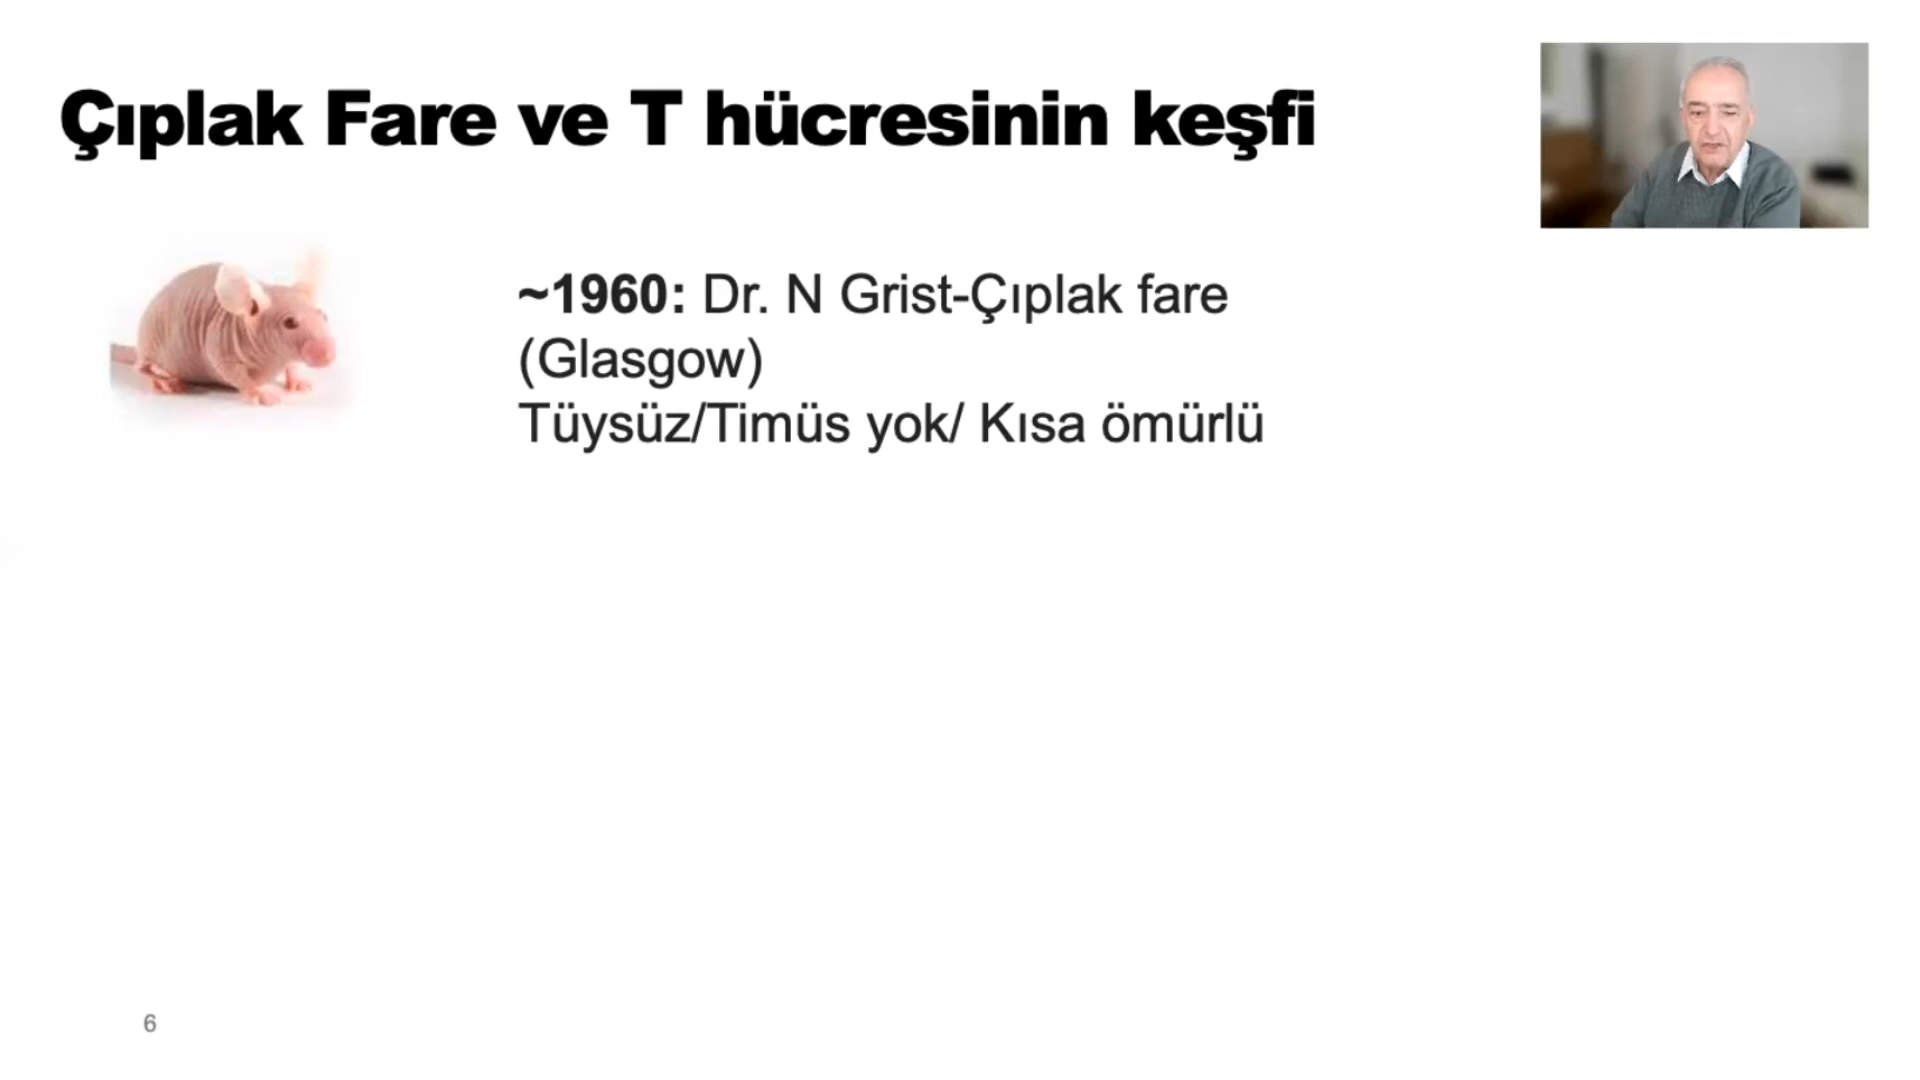 Çıplak Fare ve T hücresinin keşfi
~1960: Dr. N Grist-Çıplak fare
(Glasgow)
Tüysüz/Timüs yok/ Kısa ömürlü
6